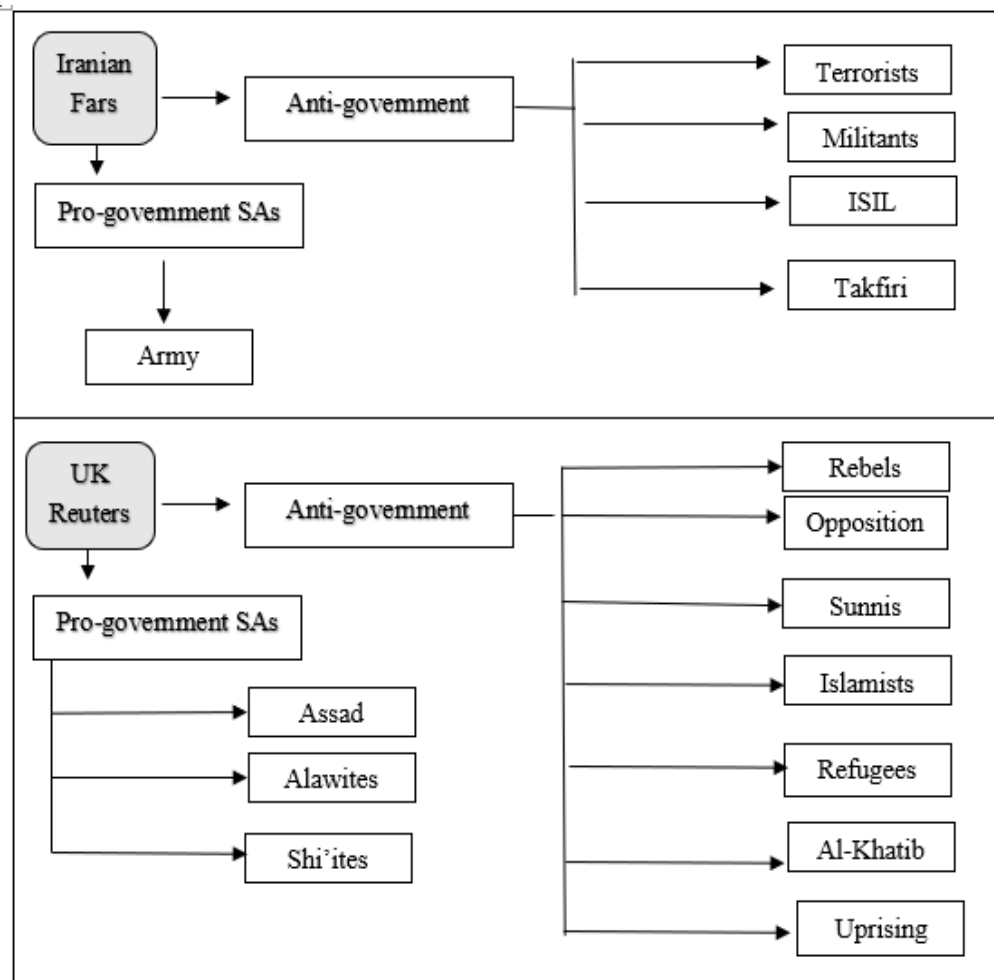 Iranian
Fars
Anti-government
Terrorists
Militants
ISIL
Takfiri
Pro-government SAs
Army
UK
Reuters
Anti-government
Rebels
Opposition
Sunnis
Islamists
Refugees
Al-Khatib
Uprising
Pro-government SAs
Assad
Alawites
Shi’ites